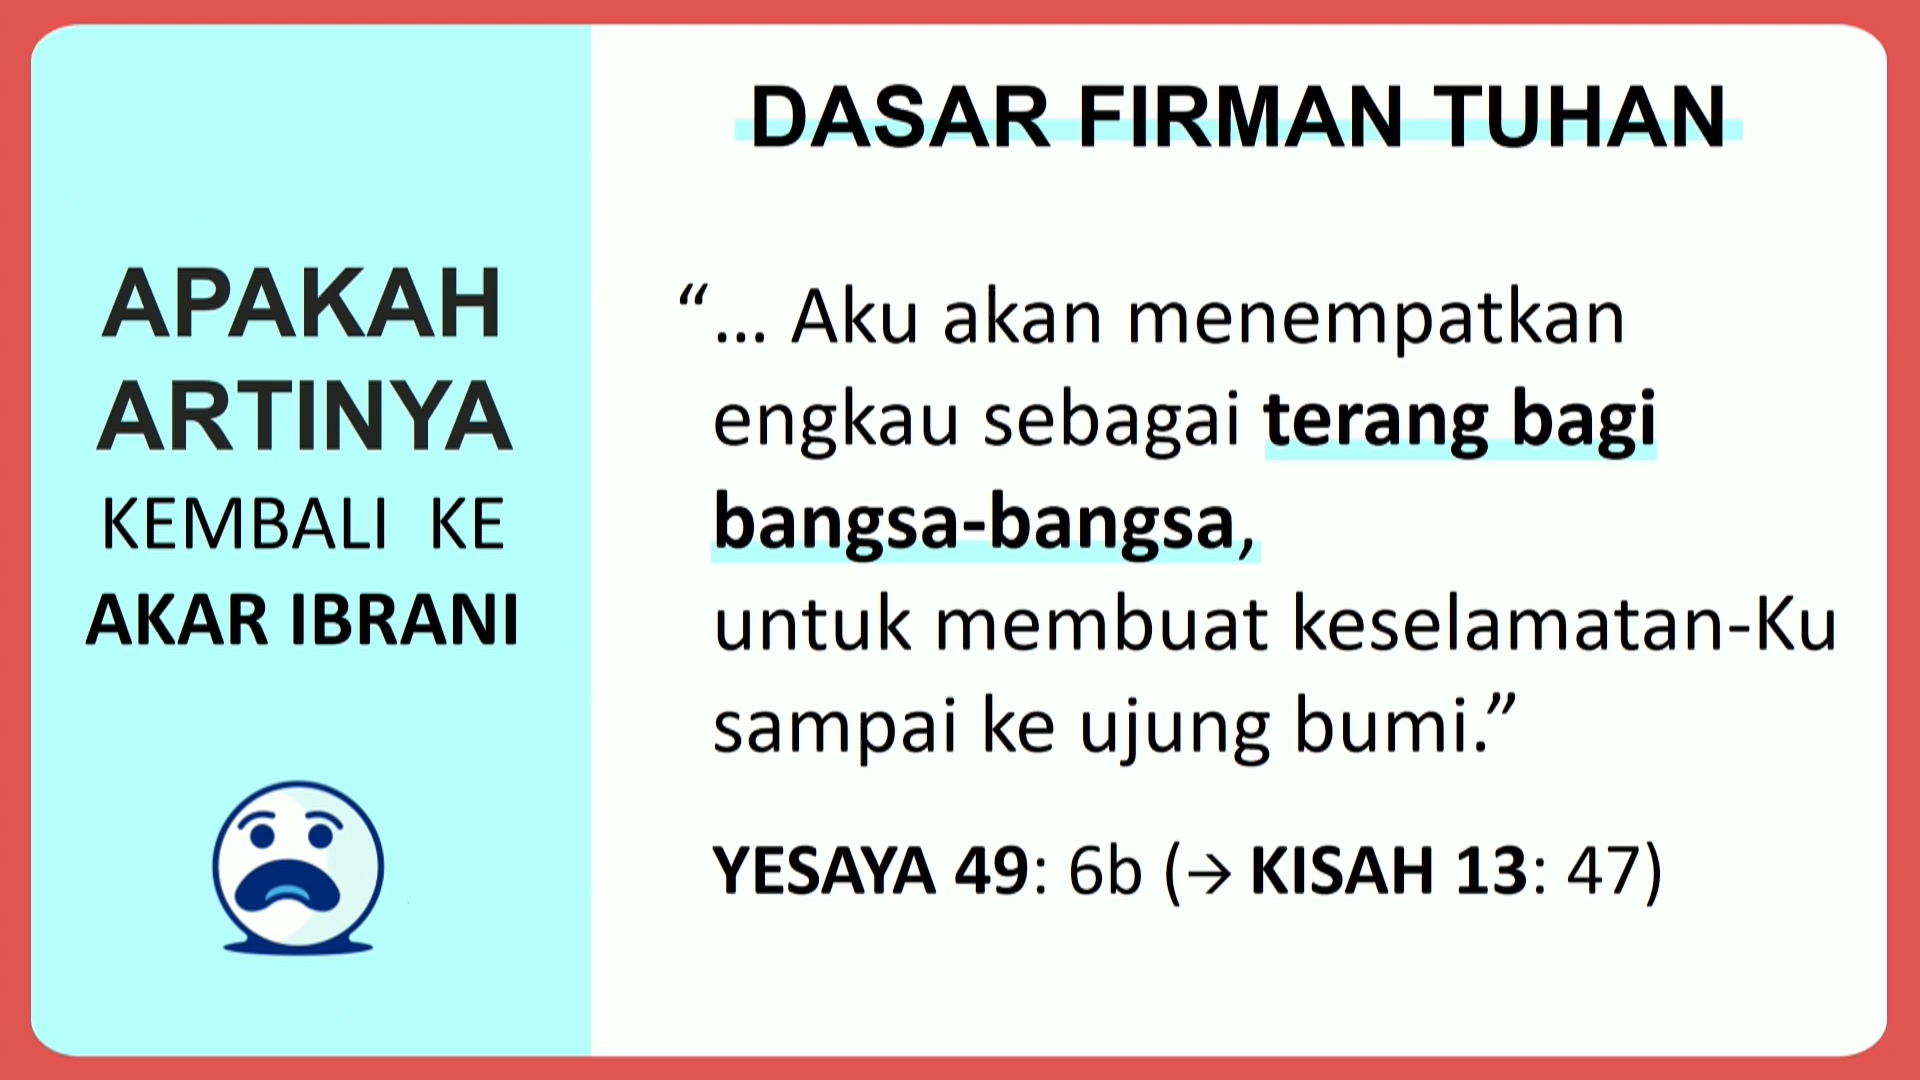 APAKAH
ARTINYA
KEMBALI KE
AKAR IBRANI
DASAR FIRMAN TUHAN
“... Aku akan menempatkan
engkau sebagai terang bagi
bangsa-bangsa,
untuk membuat keselamatan-Ku
sampai ke ujung bumi.”
YESAYA 49: 6b (→ KISAH 13: 47)